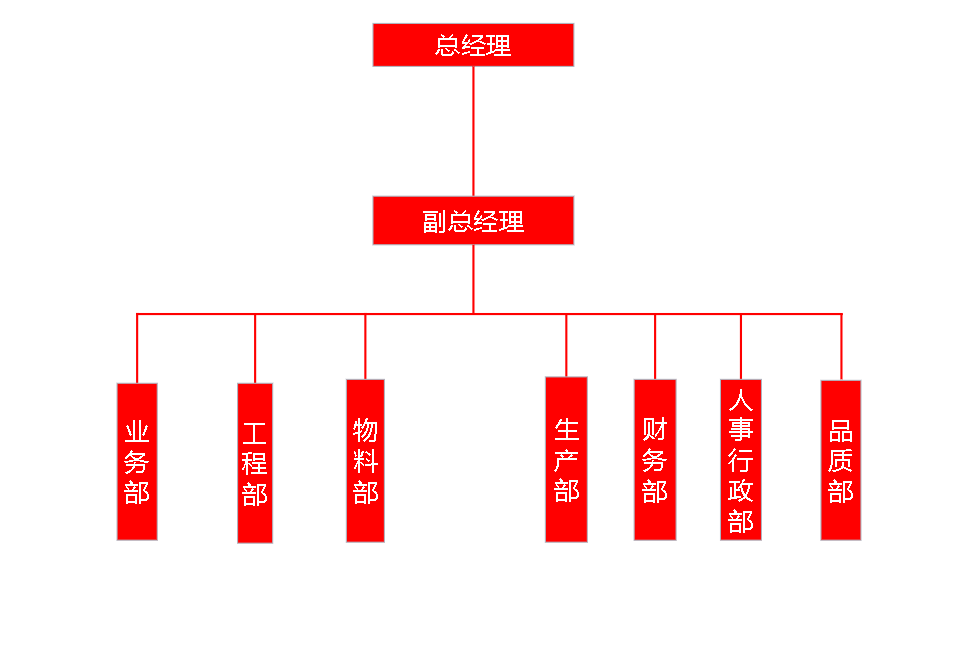 总经理
副总经理
业务部
工程部
物料部
生产部
财务部
人事行政部
品质部